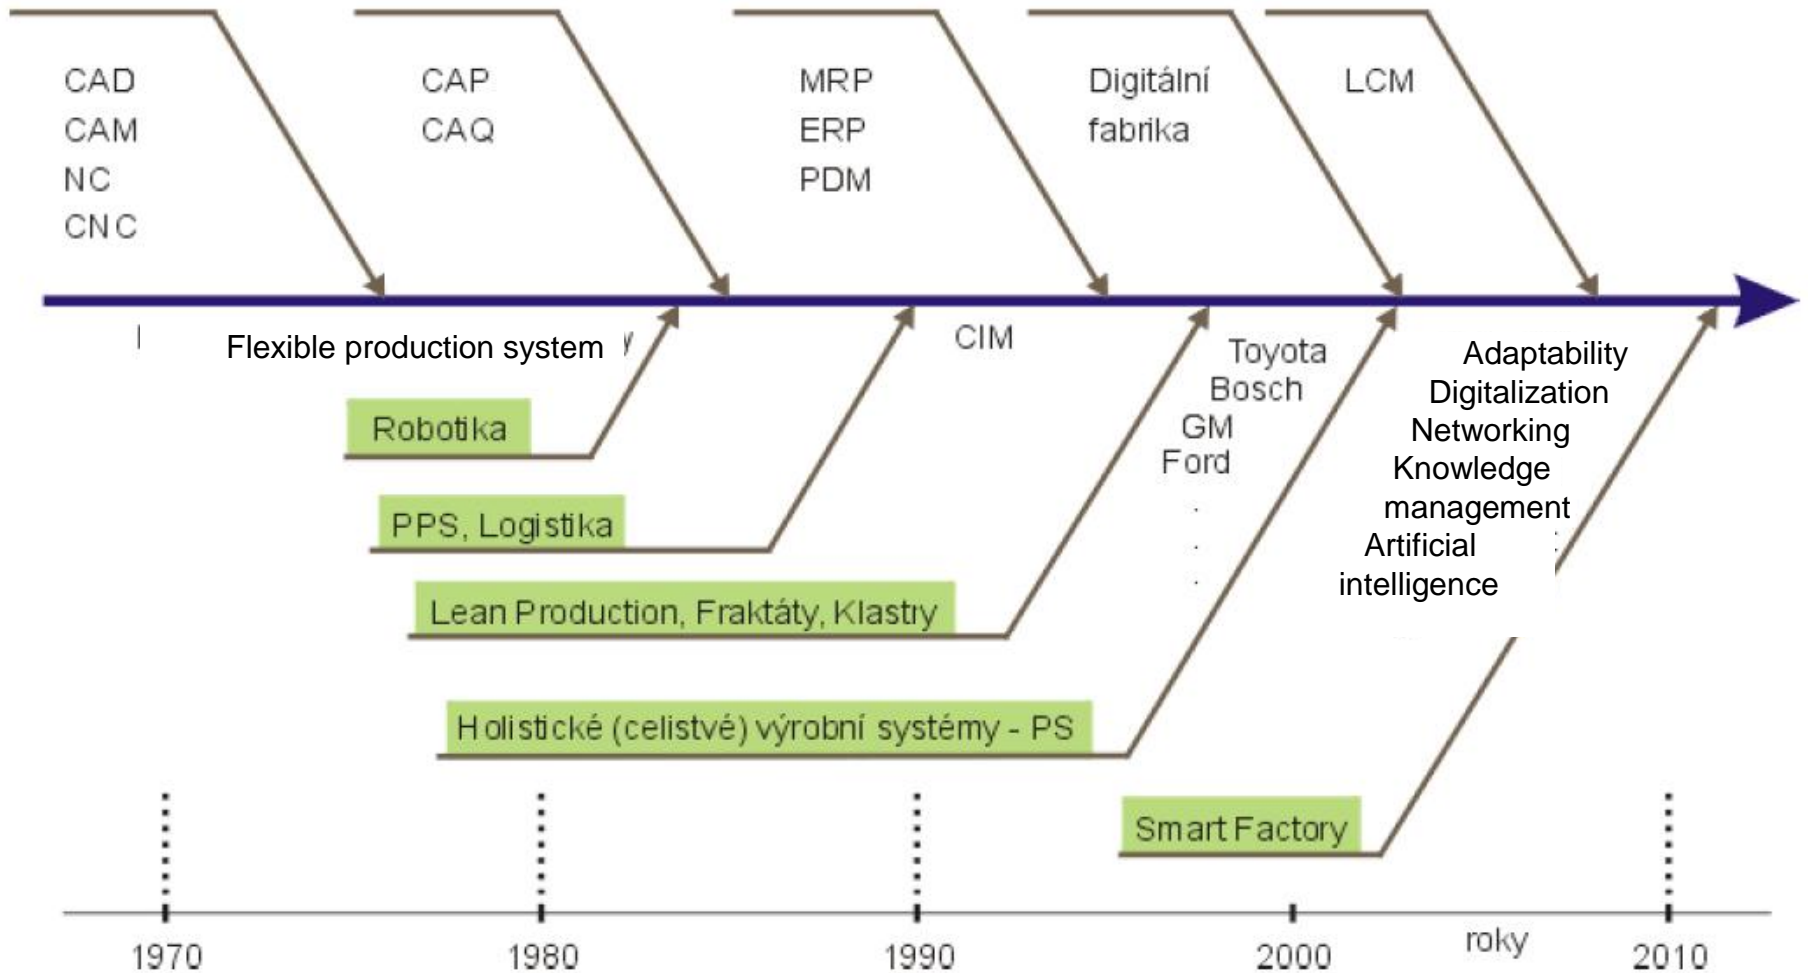 CAD
CAM
NC
CNC
CAP
CAQ
MRP
ERP
PDM
Digitální
fabrika
LCM
Flexible production system
CIM
Toyota
Bosch
GM
Ford
.
.
.
Adaptability
Digitalization
Networking
Knowledge
management
Artificial
intelligence
Robotika
PPS, Logistika
Lean Production, Fraktáty, Klastry
Holistické (celistvé) výrobní systémy - PS
Smart Factory
1970
1980
1990
2000
roky
2010